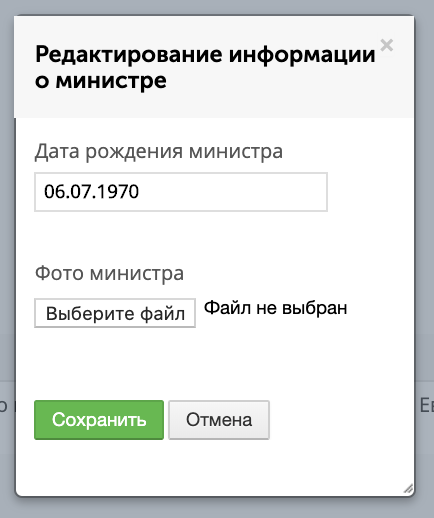 Редактирование информации
о министре
×
Дата рождения министра
06.07.1970
Фото министра
Выберите файл Файл не выбран
Сохранить Отмена